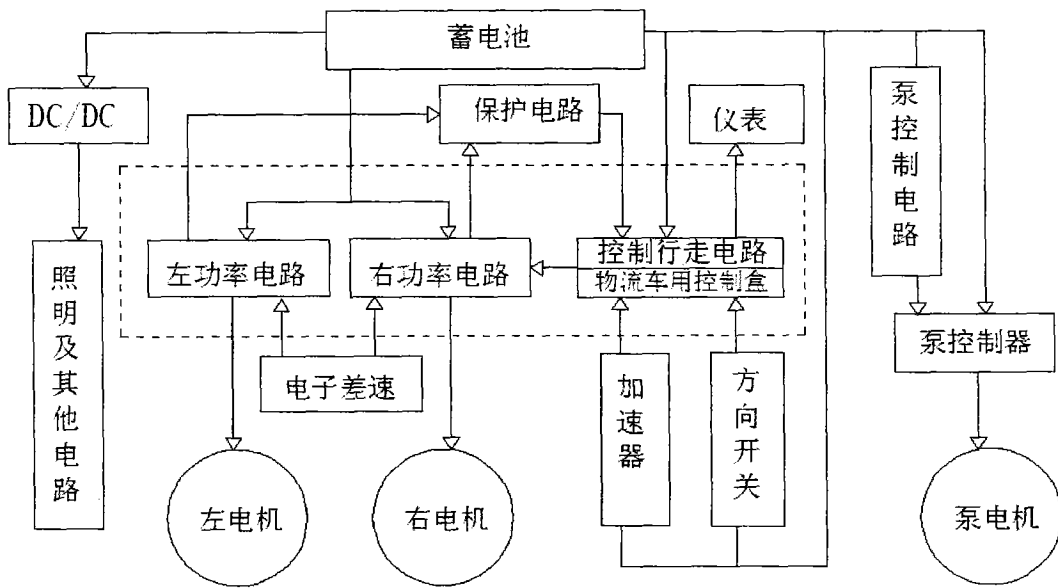 蓄电池
DC/DC
保护电路
仪表
泵控制电路
照明及其他电路
左功率电路
右功率电路
控制行走电路
物流车用控制盒
泵控制器
电子差速
加速器
方向开关
左电机
右电机
泵电机